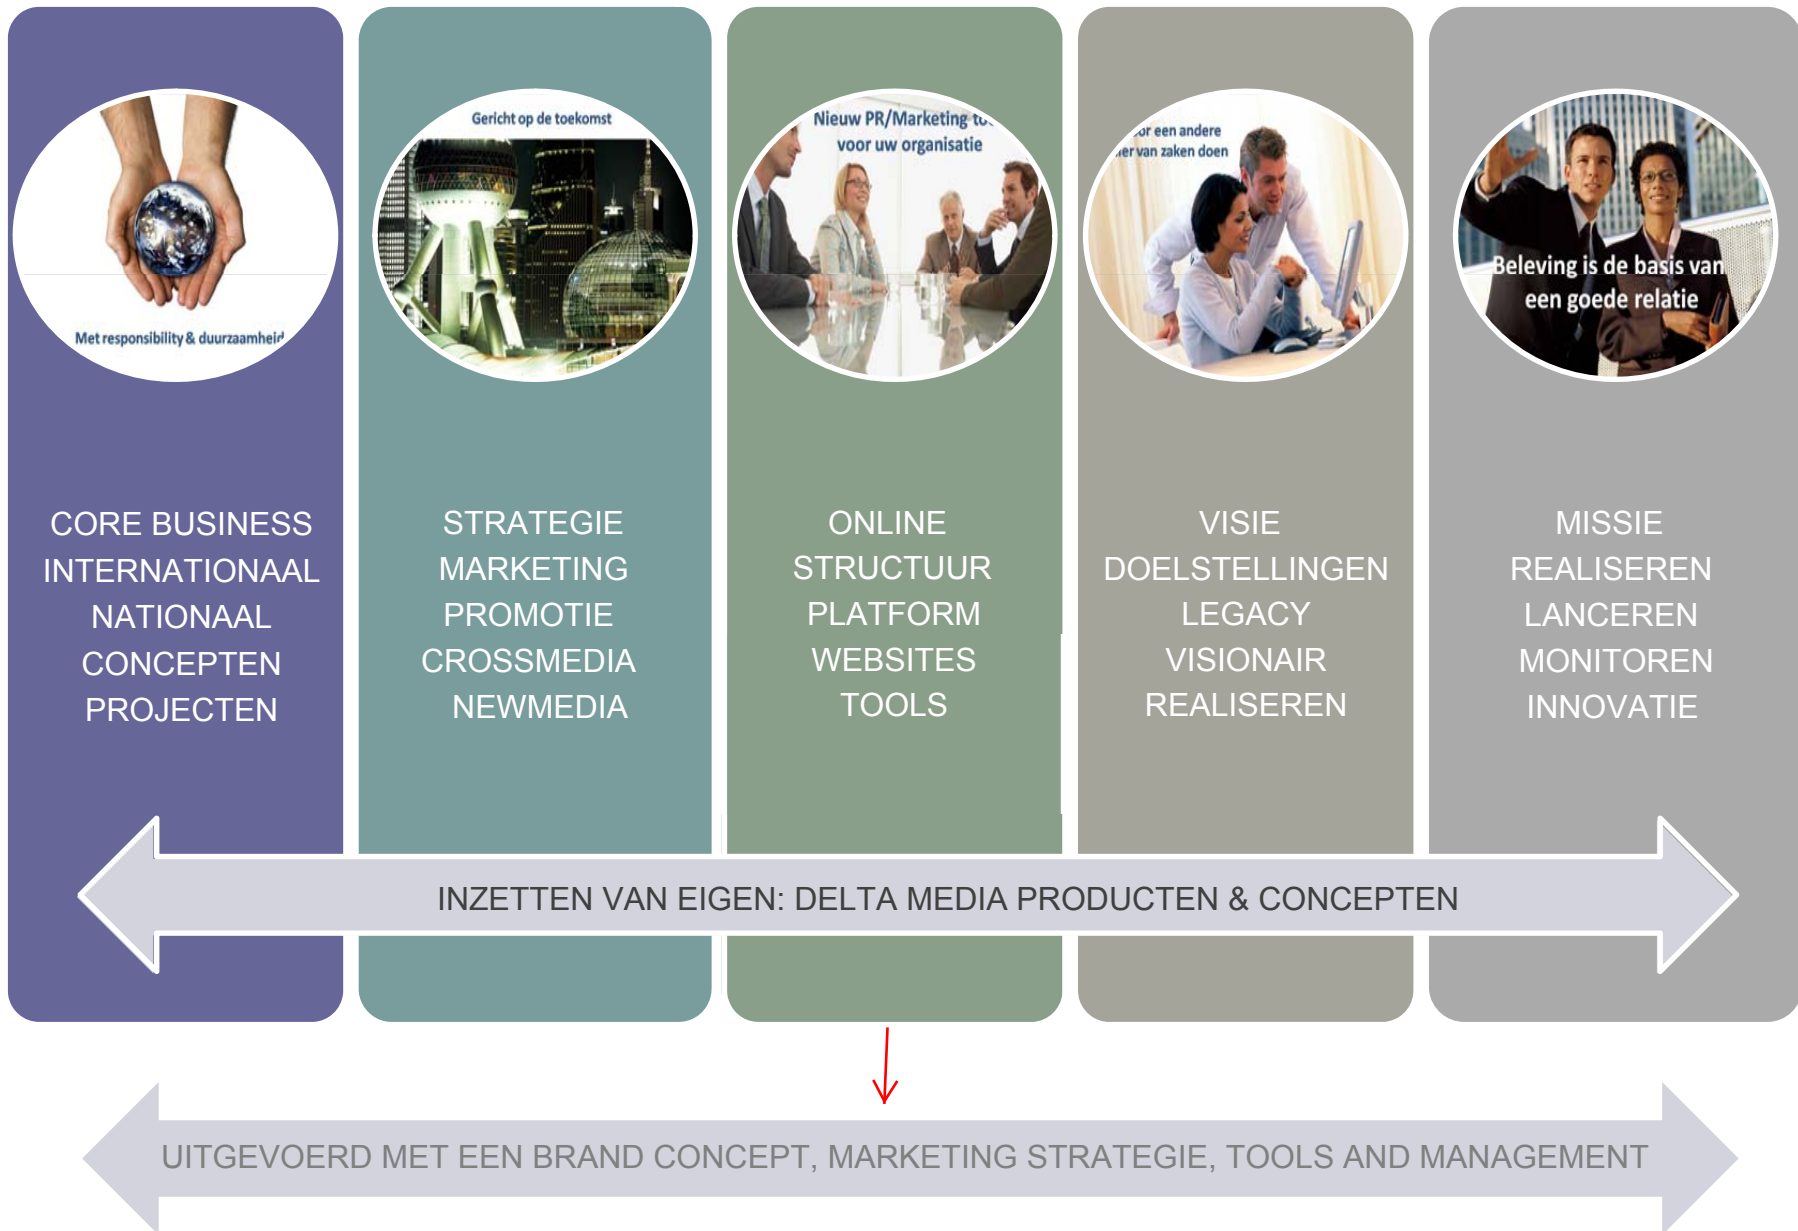 Met responsibility & duurzaamheid
CORE BUSINESS
INTERNATIONAAL
NATIONAAL
CONCEPTEN
PROJECTEN
Gericht op de toekomst
STRATEGIE
MARKETING
PROMOTIE
CROSSMEDIA
NEWMEDIA
Nieuw PR/Marketing
voor uw organisatie
ONLINE
STRUCTUUR
PLATFORM
WEBSITES
TOOLS
een andere
van zaken doen
VISIE
DOELSTELLINGEN
LEGACY
VISIONAIR
REALISEREN
Beleving is de basis van
een goede relatie
MISSIE
REALISEREN
LANCEREN
MONITOREN
INNOVATIE
INZETTEN VAN EIGEN: DELTA MEDIA PRODUCTEN & CONCEPTEN
UITGEVOERD MET EEN BRAND CONCEPT, MARKETING STRATEGIE, TOOLS AND MANAGEMENT